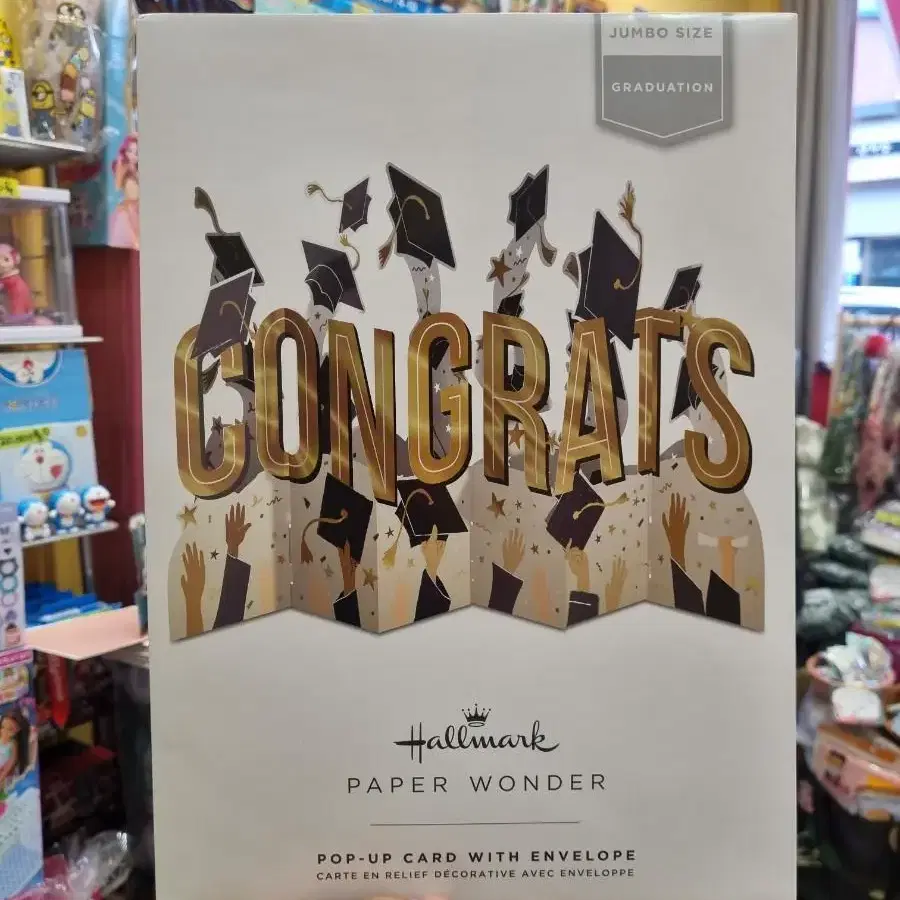 JUMBO SIZE
GRADUATION
CONGRATS
Hallmark
PAPER WONDER
POP-UP CARD WITH ENVELOPE
CARTE EN RELIEF DÉCORATIVE AVEC ENVELOPPE